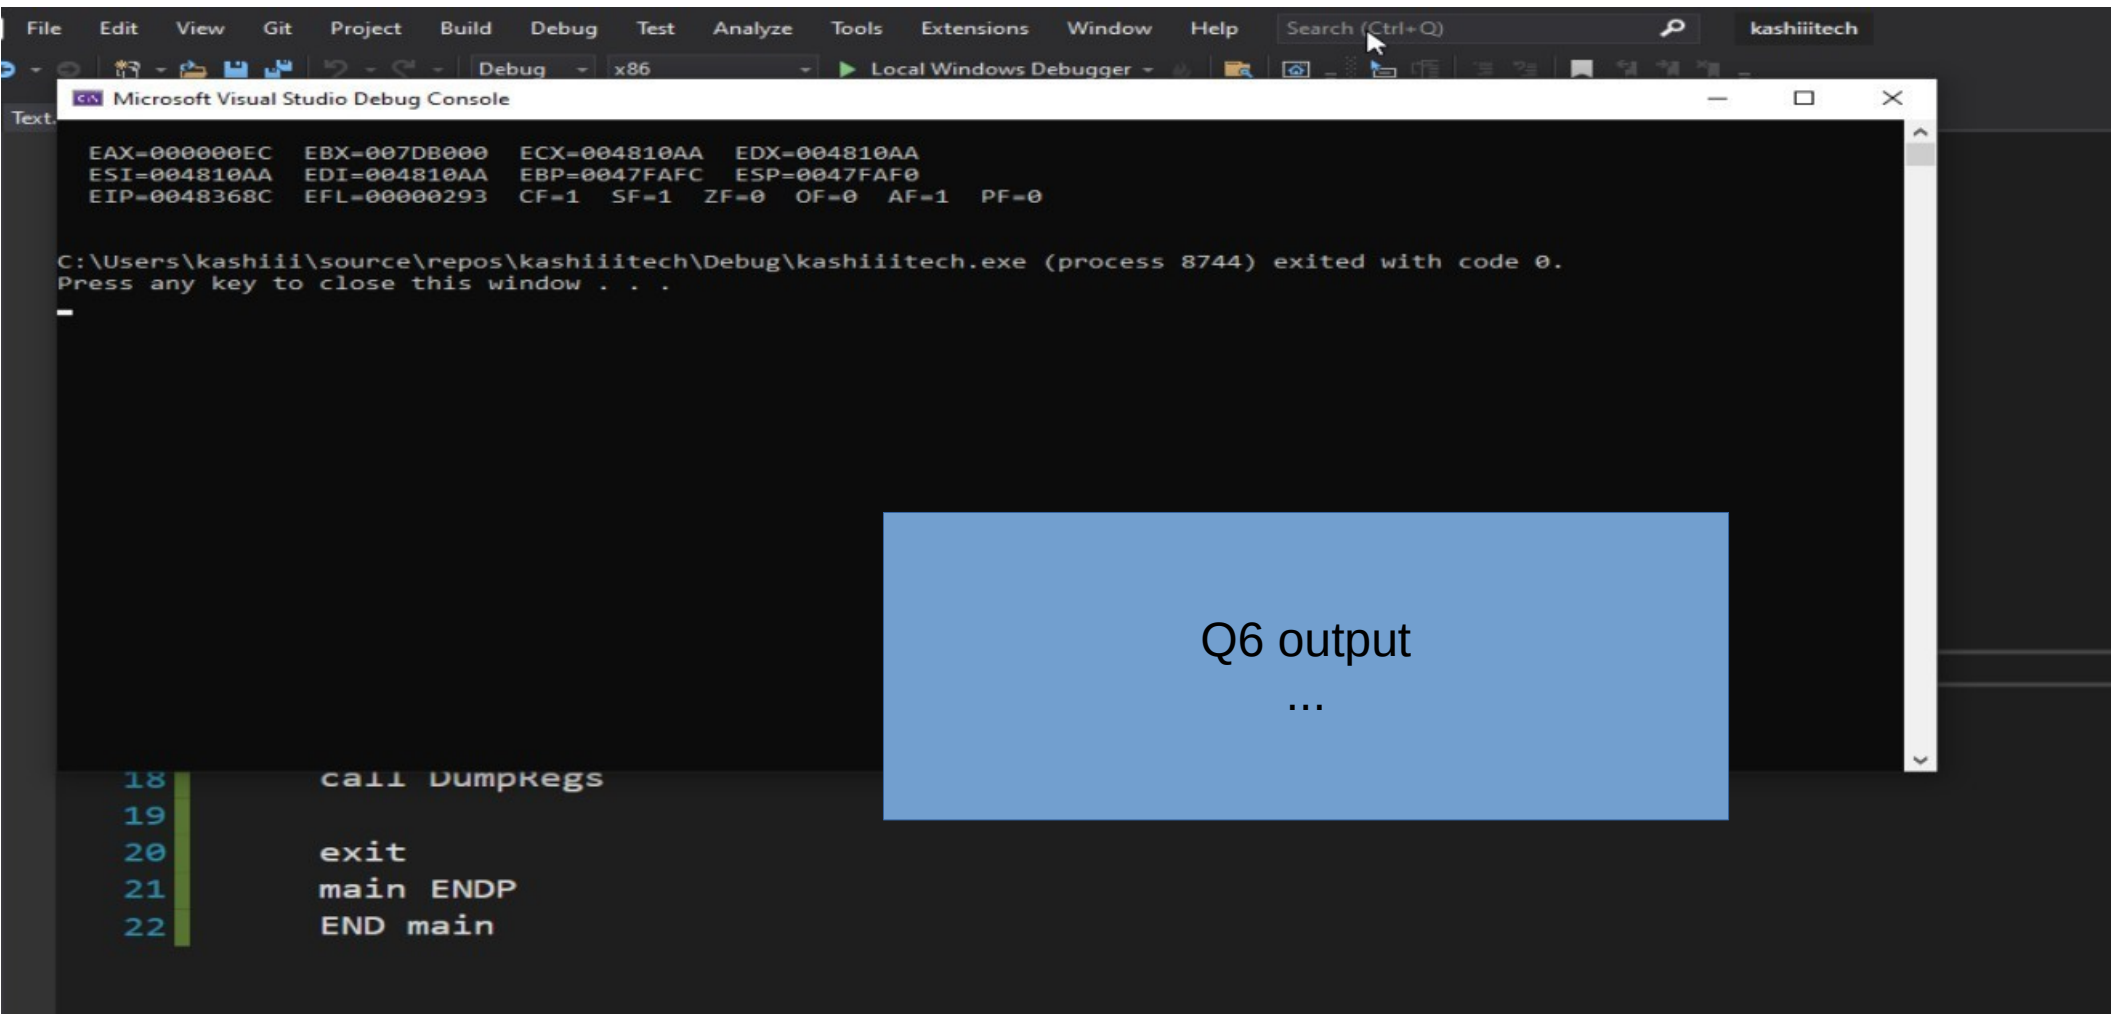 File Edit View Git Project Build Debug Test Analyze Tools Extensions Window Help Search (Ctrl+Q) kashiiitech
Debug x86 Local Windows Debugger
Text.
Microsoft Visual Studio Debug Console
EAX=000000EC EBX=007DB000 ECX=004810AA EDX=004810AA
ESI=004810AA EDI=004810AA EBP=0047FAFC ESP=0047FAF0
EIP=0048368C EFL=00000293 CF=1 SF=1 ZF=0 OF=0 AF=1 PF=0
C:\Users\kashiii\source\repos\kashiiitech\Debug\kashiiitech.exe (process 8744) exited with code 0.
Press any key to close this window . . .
Q6 output
...
18 call DumpRegs
19
20 exit
21 main ENDP
22 END main